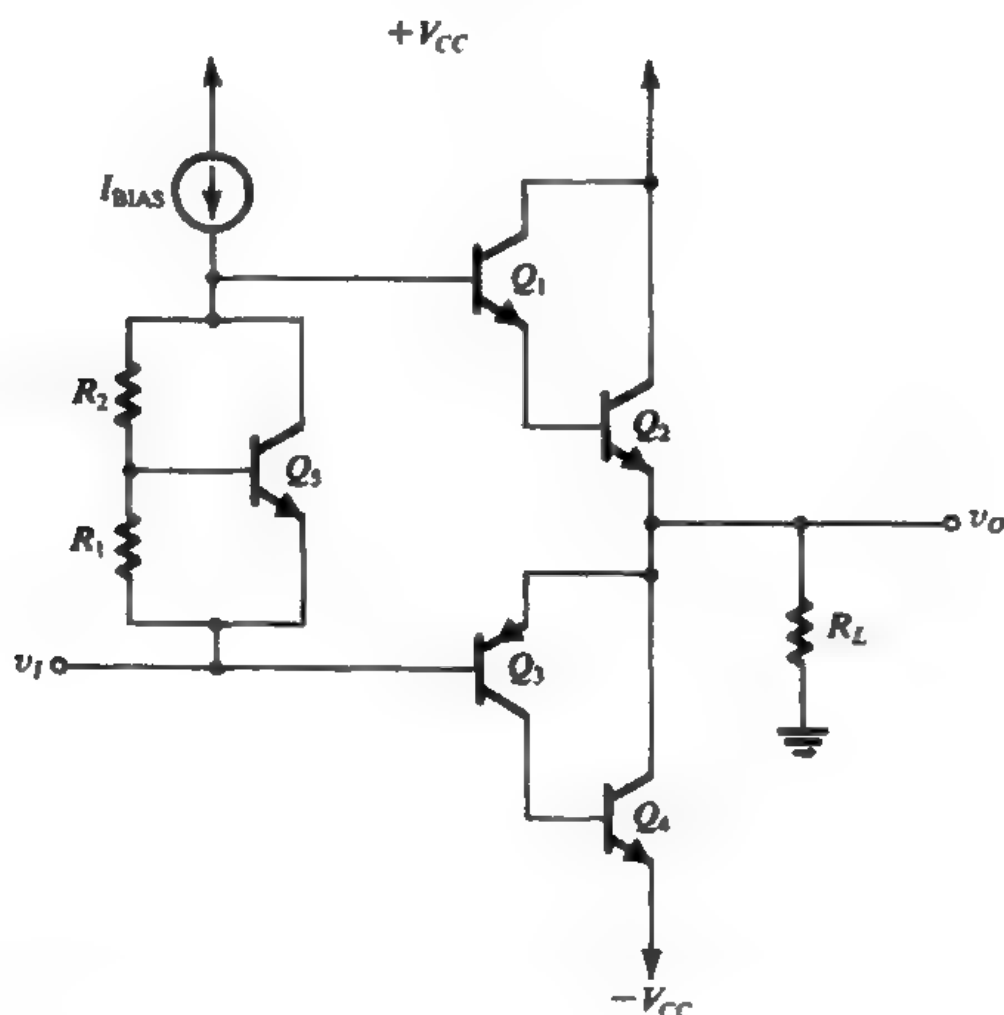 +V_CC
I_BIAS
Q_1
R_2
Q_2
Q_5
R_1
v_O
v_I
Q_3
R_L
Q_4
−V_CC